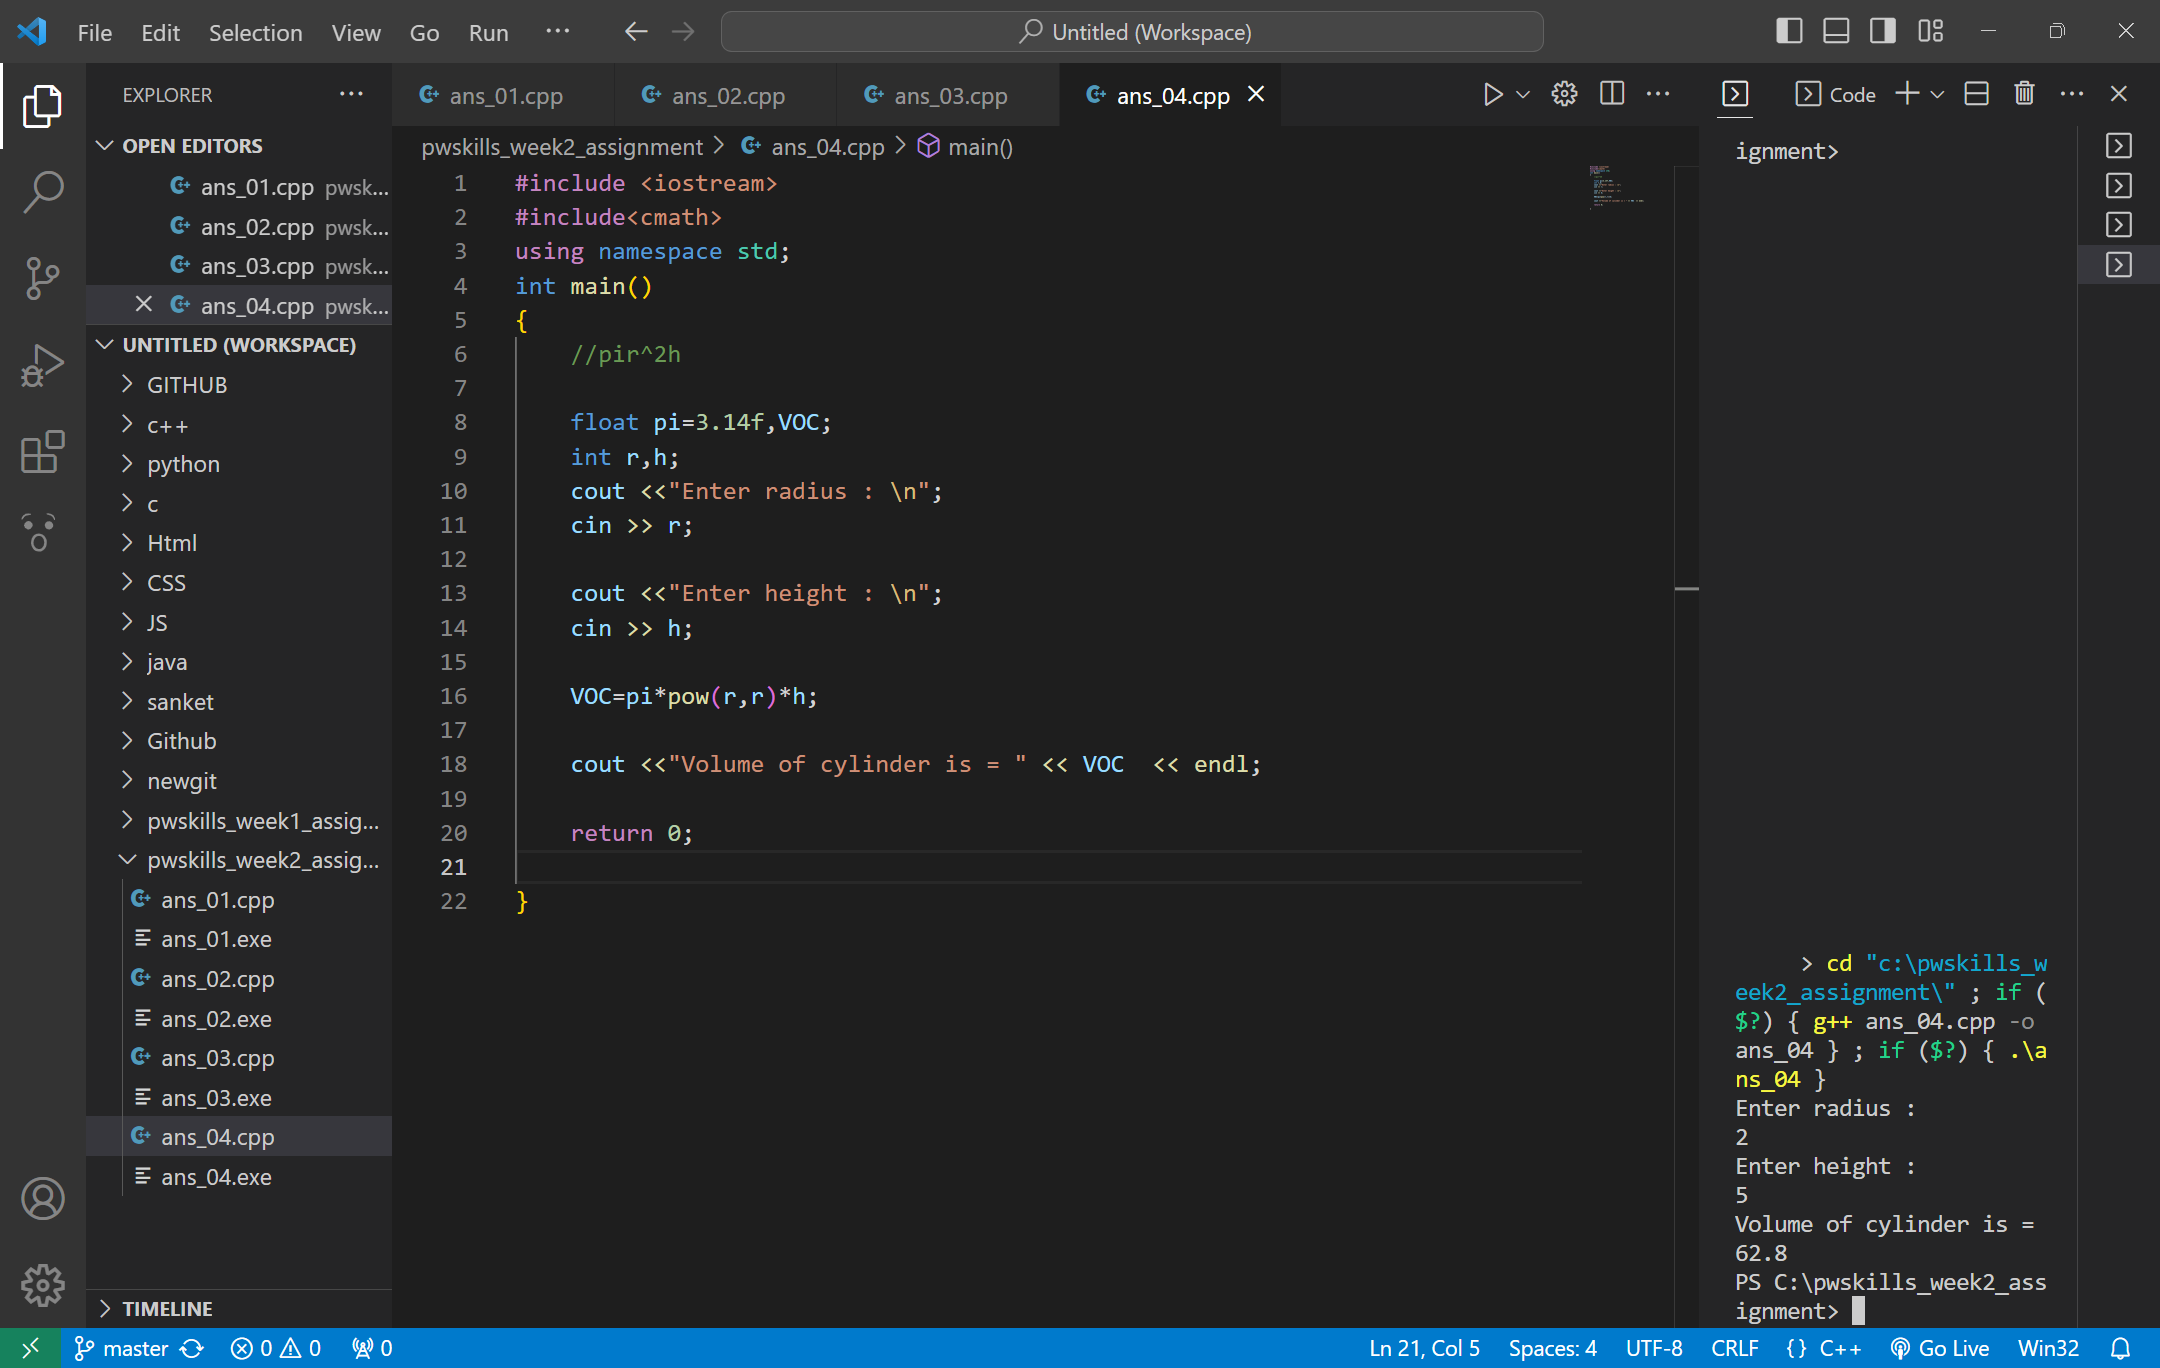 File Edit Selection View Go Run ··· Untitled (Workspace)
EXPLORER ···
OPEN EDITORS
ans_01.cpp pwsk...
ans_02.cpp pwsk...
ans_03.cpp pwsk...
ans_04.cpp pwsk...
UNTITLED (WORKSPACE)
GITHUB
c++
python
c
Html
CSS
JS
java
sanket
Github
newgit
pwskills_week1_assig...
pwskills_week2_assig...
ans_01.cpp
ans_01.exe
ans_02.cpp
ans_02.exe
ans_03.cpp
ans_03.exe
ans_04.cpp
ans_04.exe
TIMELINE
ans_01.cpp ans_02.cpp ans_03.cpp ans_04.cpp
pwskills_week2_assignment > ans_04.cpp > main()
1 #include <iostream>
2 #include<cmath>
3 using namespace std;
4 int main()
5 {
6 //pir^2h
7
8 float pi=3.14f,VOC;
9 int r,h;
10 cout <<"Enter radius : \n";
11 cin >> r;
12
13 cout <<"Enter height : \n";
14 cin >> h;
15
16 VOC=pi*pow(r,r)*h;
17
18 cout <<"Volume of cylinder is = " << VOC  << endl;
19
20 return 0;
21
22 }
Code
ignment>
> cd "c:\pwskills_w
eek2_assignment\" ; if (
$?) { g++ ans_04.cpp -o
ans_04 } ; if ($?) { .\a
ns_04 }
Enter radius :
2
Enter height :
5
Volume of cylinder is =
62.8
PS C:\pwskills_week2_ass
ignment>
master 0 0 0 Ln 21, Col 5 Spaces: 4 UTF-8 CRLF {} C++ Go Live Win32